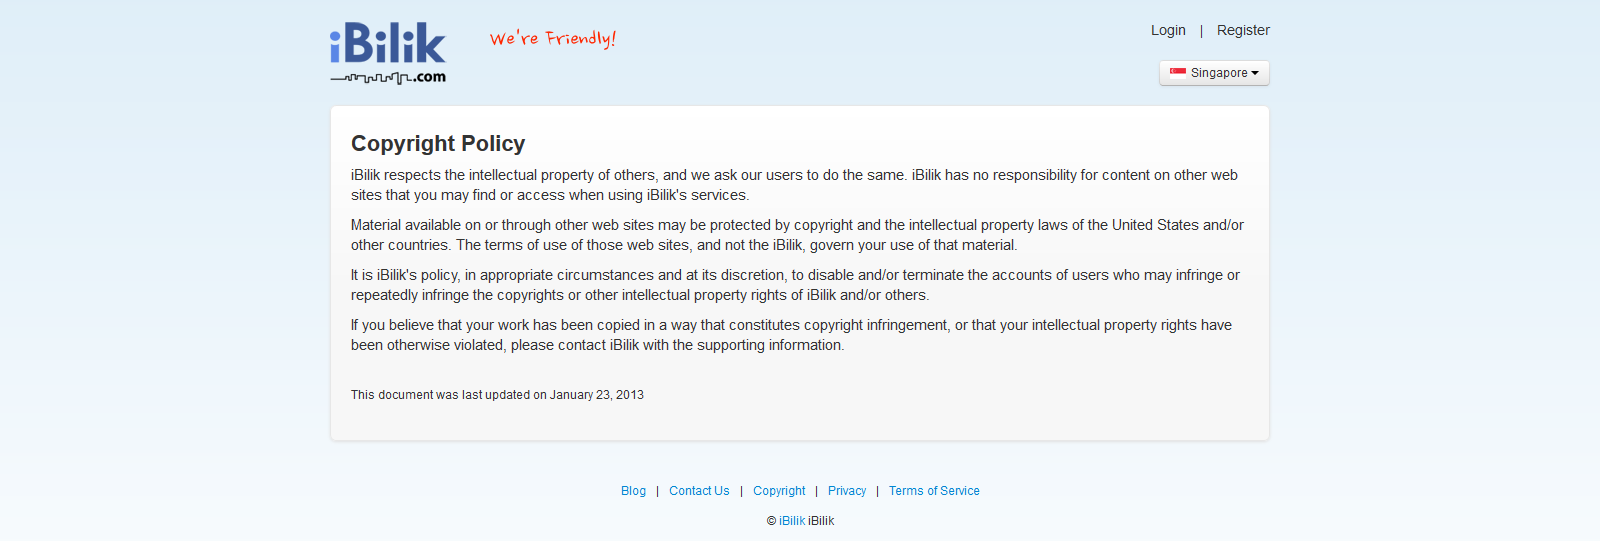 iBilik
.com
We're Friendly!
Login | Register
Singapore
Copyright Policy
iBilik respects the intellectual property of others, and we ask our users to do the same. iBilik has no responsibility for content on other web
sites that you may find or access when using iBilik's services.
Material available on or through other web sites may be protected by copyright and the intellectual property laws of the United States and/or
other countries. The terms of use of those web sites, and not the iBilik, govern your use of that material.
It is iBilik's policy, in appropriate circumstances and at its discretion, to disable and/or terminate the accounts of users who may infringe or
repeatedly infringe the copyrights or other intellectual property rights of iBilik and/or others.
If you believe that your work has been copied in a way that constitutes copyright infringement, or that your intellectual property rights have
been otherwise violated, please contact iBilik with the supporting information.
This document was last updated on January 23, 2013
Blog | Contact Us | Copyright | Privacy | Terms of Service
© iBilik iBilik